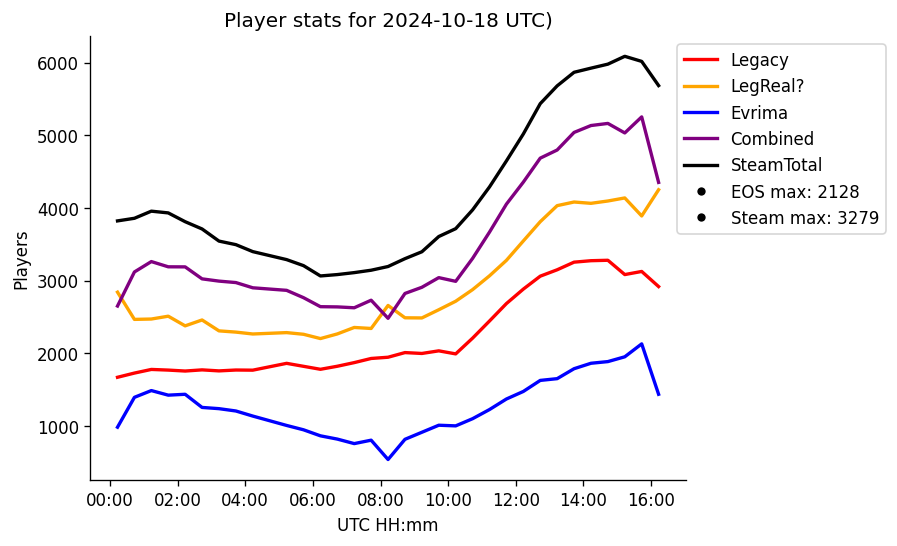 Player stats for 2024-10-18 UTC)
6000
5000
4000
3000
2000
1000
Players
00:00 02:00 04:00 06:00 08:00 10:00 12:00 14:00 16:00
UTC HH:mm
Legacy
LegReal?
Evrima
Combined
SteamTotal
EOS max: 2128
Steam max: 3279